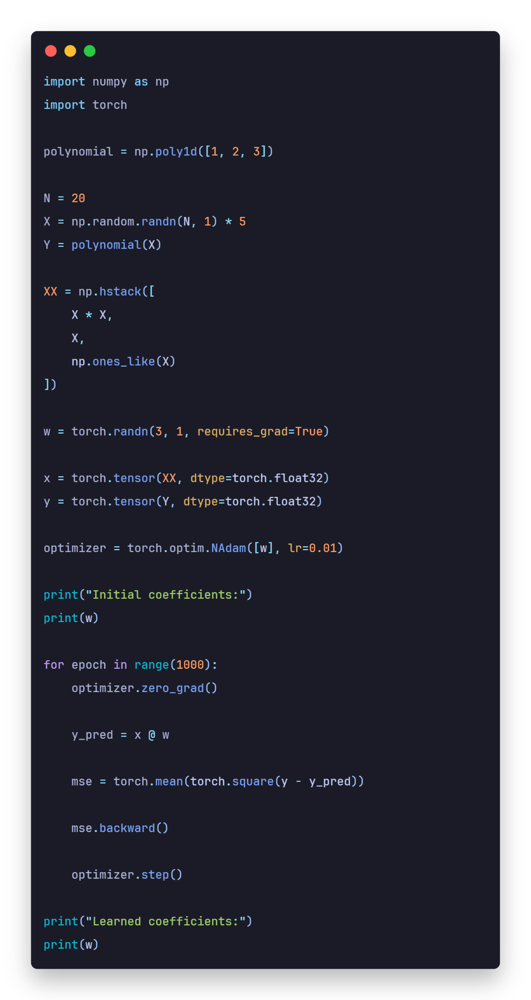 import numpy as np
import torch

polynomial = np.poly1d([1, 2, 3])

N = 20
X = np.random.randn(N, 1) * 5
Y = polynomial(X)

XX = np.hstack([
    X * X,
    X,
    np.ones_like(X)
])

w = torch.randn(3, 1, requires_grad=True)

x = torch.tensor(XX, dtype=torch.float32)
y = torch.tensor(Y, dtype=torch.float32)

optimizer = torch.optim.NAdam([w], lr=0.01)

print("Initial coefficients:")
print(w)

for epoch in range(1000):
    optimizer.zero_grad()

    y_pred = x @ w

    mse = torch.mean(torch.square(y - y_pred))

    mse.backward()

    optimizer.step()

print("Learned coefficients:")
print(w)